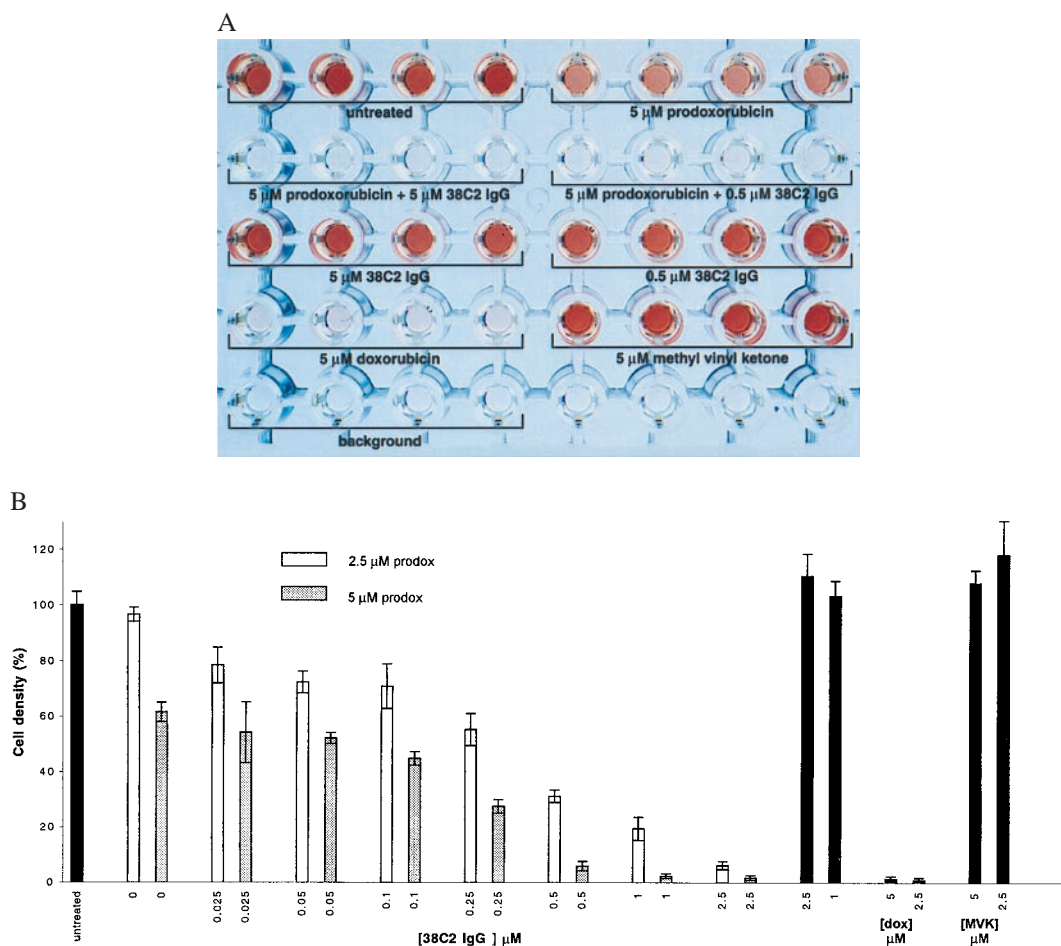 A
untreated
5 µM prodoxorubicin
5 µM prodoxorubicin + 5 µM 38C2 IgG
5 µM prodoxorubicin + 0.5 µM 38C2 IgG
5 µM 38C2 IgG
0.5 µM 38C2 IgG
5 µM doxorubicin
5 µM methyl vinyl ketone
background
B
120
100
80
60
40
20
0
Cell density (%)
2.5 µM prodox
5 µM prodox
untreated
0
0
0.025
0.025
0.05
0.05
0.1
0.1
0.25
0.25
0.5
0.5
1
1
2.5
2.5
2.5
1
5
2.5
5
2.5
[38C2 IgG ] µM
[dox]
µM
[MVK]
µM